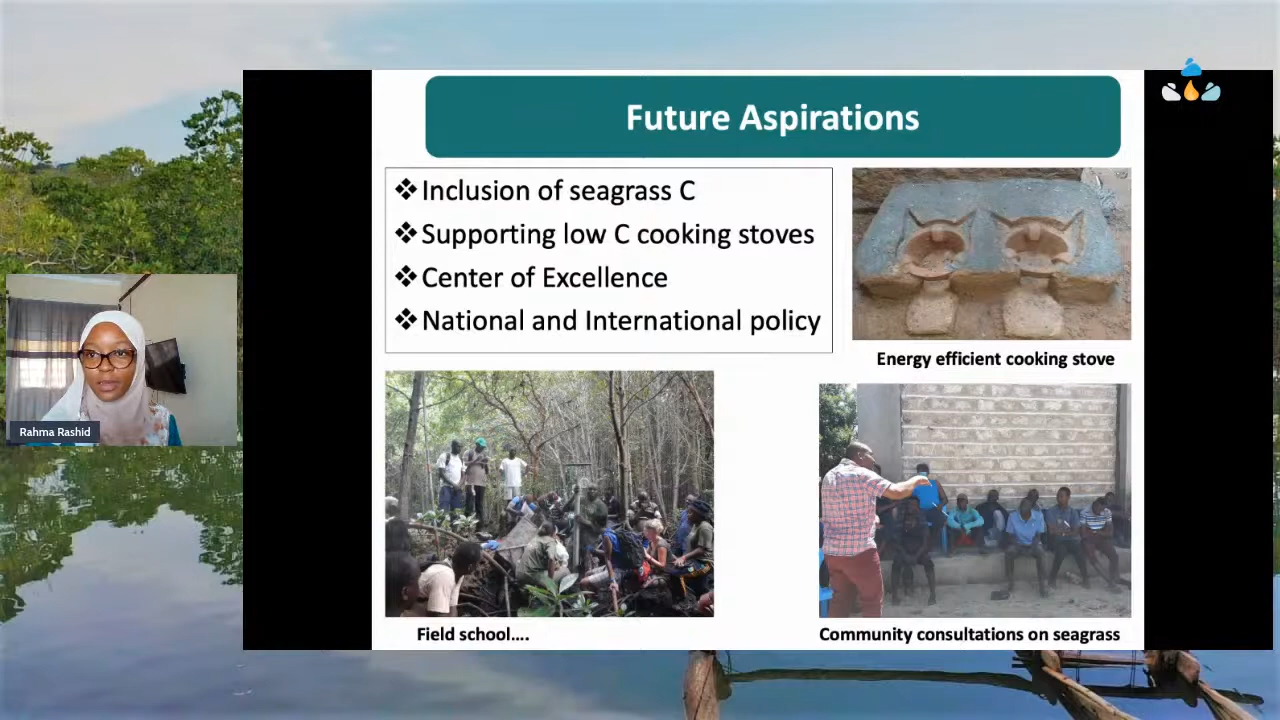 Future Aspirations
❖Inclusion of seagrass C
❖Supporting low C cooking stoves
❖Center of Excellence
❖National and International policy
Energy efficient cooking stove
Rahma Rashid
Field school....
Community consultations on seagrass